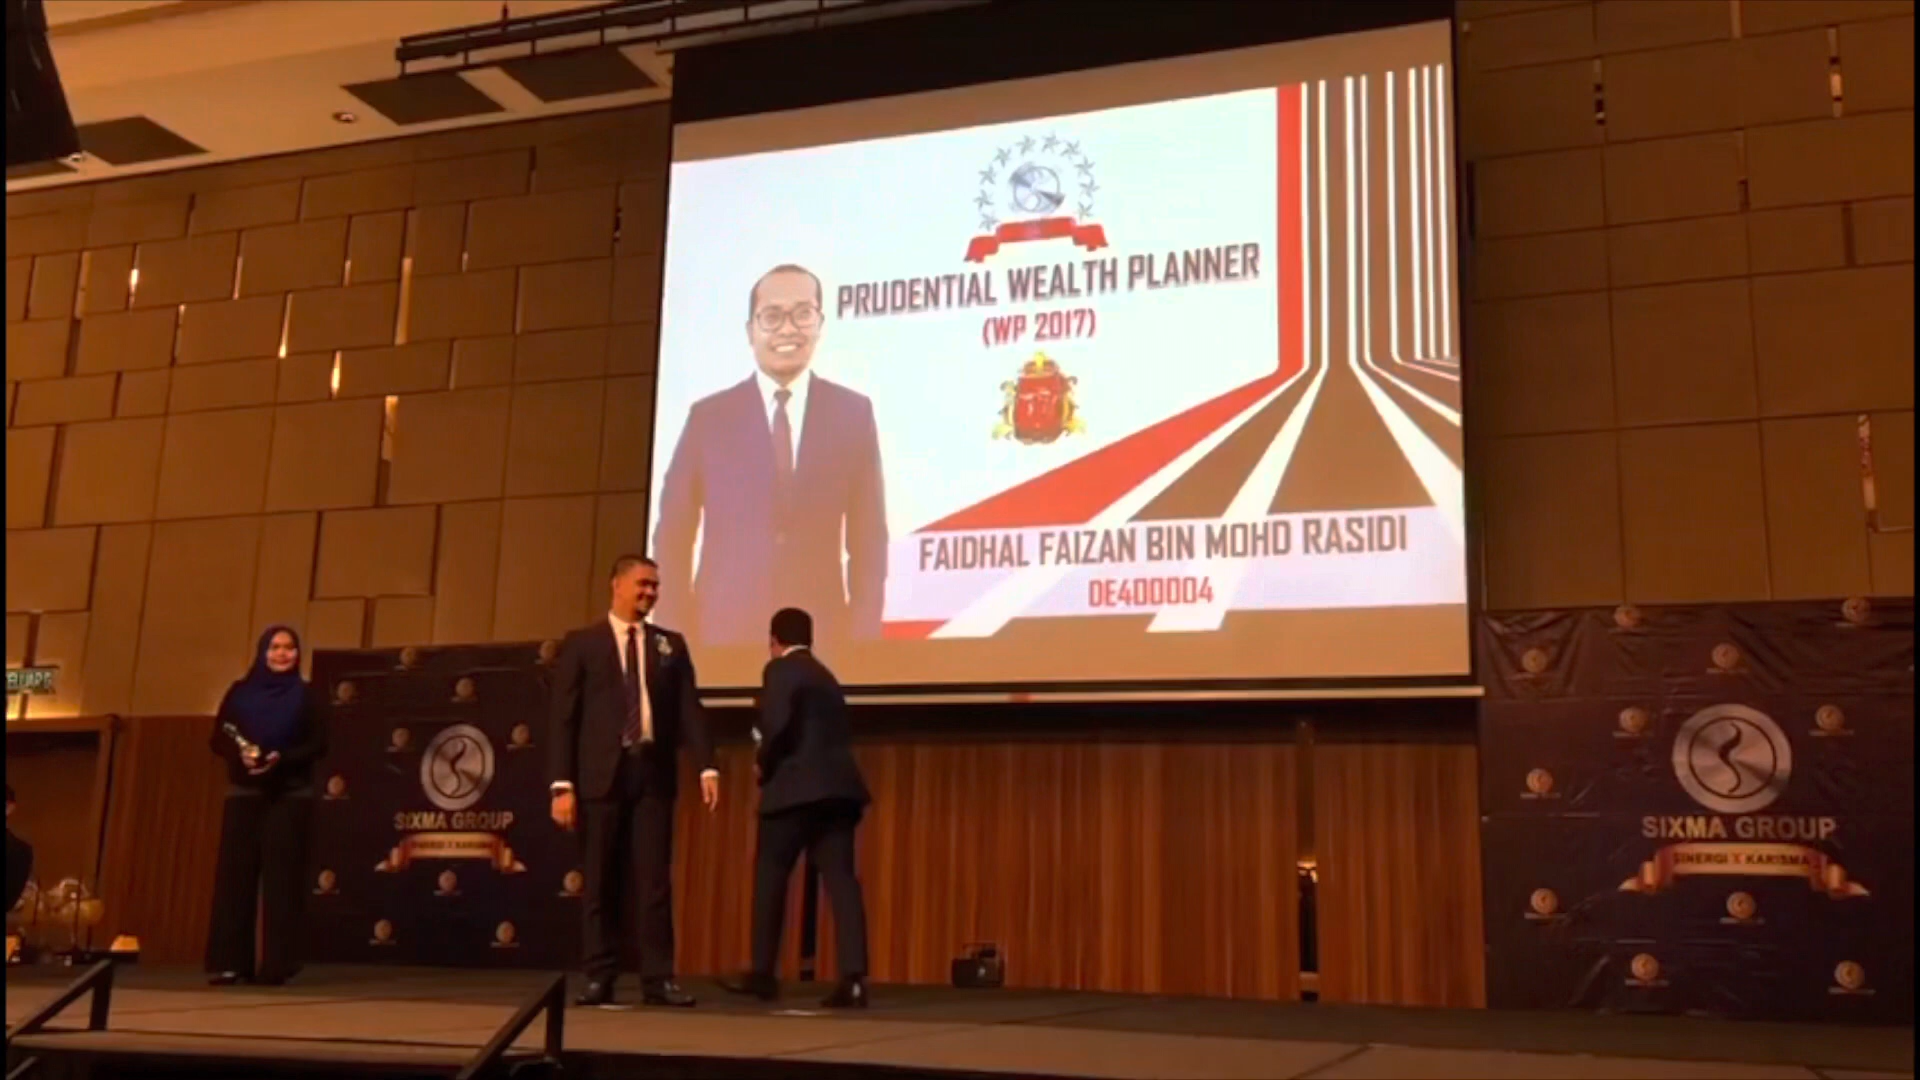 PRUDENTIAL WEALTH PLANNER
(WP 2017)
FAIDHAL FAIZAN BIN MOHD RASIDI
DE400004
KELUAR
SIXMA GROUP
SINERGI X KARISMA
SIXMA GROUP
SINERGI X KARISMA